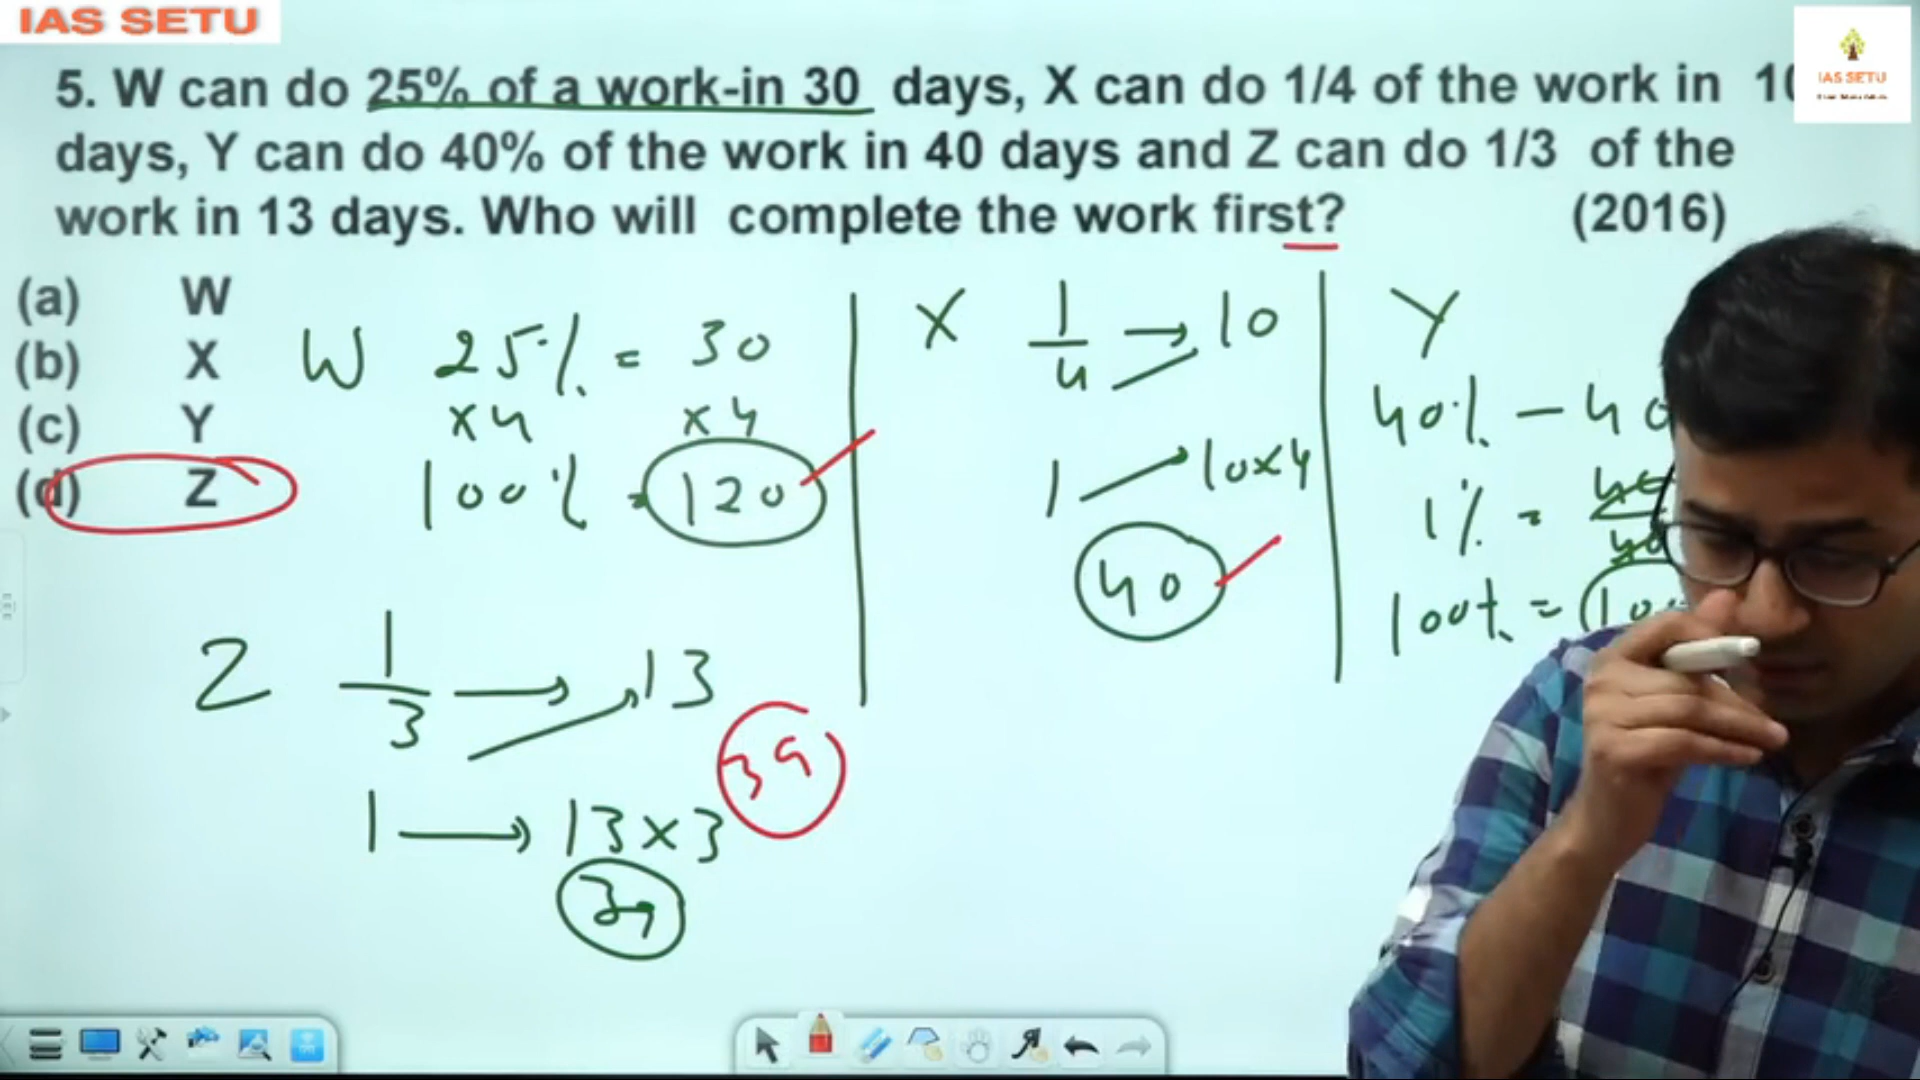 IAS SETU
IAS SETU
5. W can do 25% of a work-in 30 days, X can do 1/4 of the work in 10
days, Y can do 40% of the work in 40 days and Z can do 1/3 of the
work in 13 days. Who will complete the work first? (2016)
(a) W
(b) X
(c) Y
(d) Z
W 25% = 30
x4 x4
100% = 120
X 1/4 → 10
1 → 10x4
40
Y
40% - 40
1% =
100% =
Z 1/3 → 13
39
1 → 13x3
39